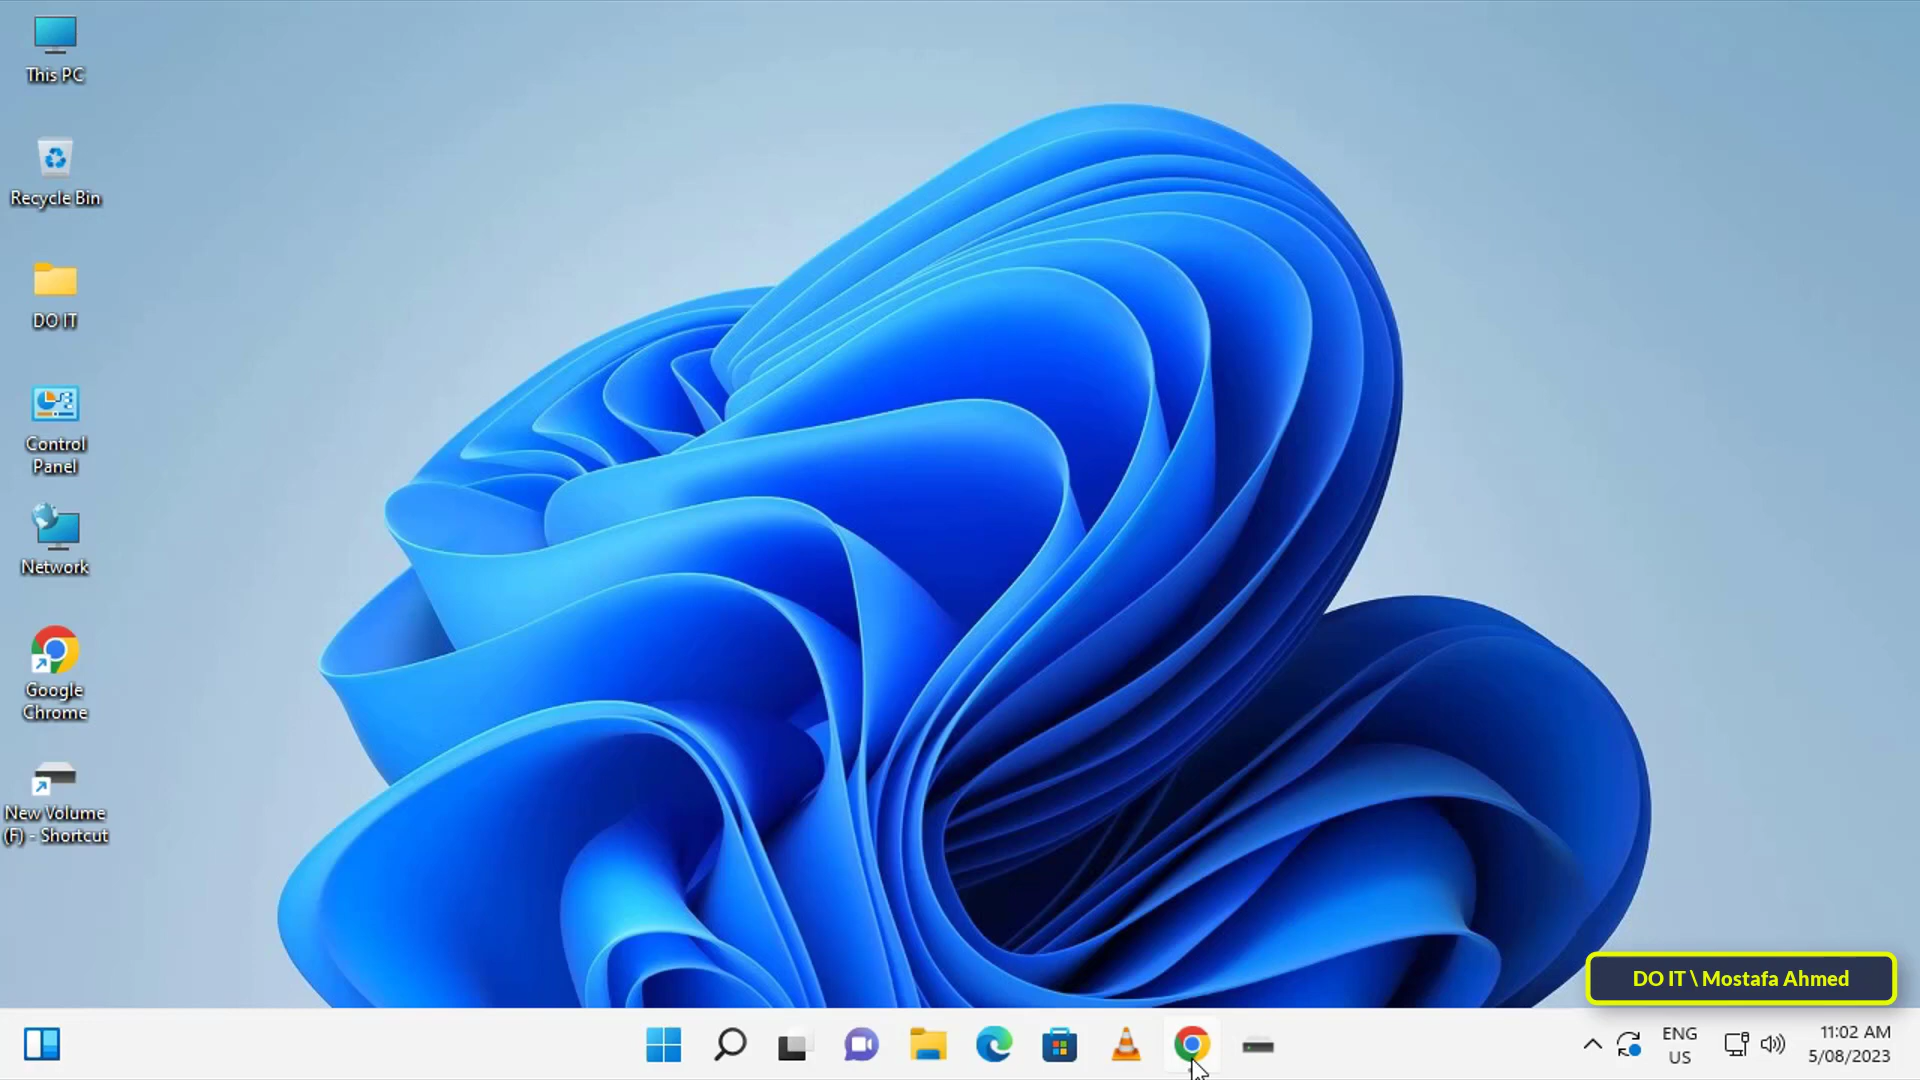 This PC
Recycle Bin
DO IT
Control
Panel
Network
Google
Chrome
New Volume
(F) - Shortcut
DO IT \ Mostafa Ahmed
ENG
US
11:02 AM
5/08/2023